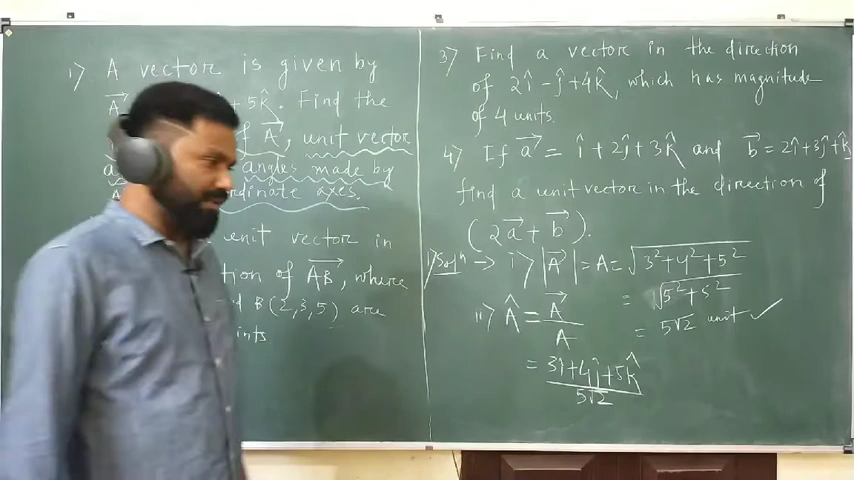 1) A vector is given by
A⃗ î + 5k̂. Find the
of A⃗, unit vector
angles made by
axes.
unit vector in
of AB⃗, where
B(2,3,5) are
3) Find a vector in the direction
of 2î - ĵ + 4k̂, which has magnitude
of 4 units.
4) If a⃗ = î + 2ĵ + 3k̂ and b⃗ = 2î + 3ĵ + k̂
find a unit vector in the direction of
(2a⃗ + b⃗).
1) Solⁿ → i) |A⃗| = A = √(3² + 4² + 5²)
= √(5² + 5²)
= 5√2 unit ✓
ii) Â = A⃗/A
= (3î + 4ĵ + 5k̂)/5√2